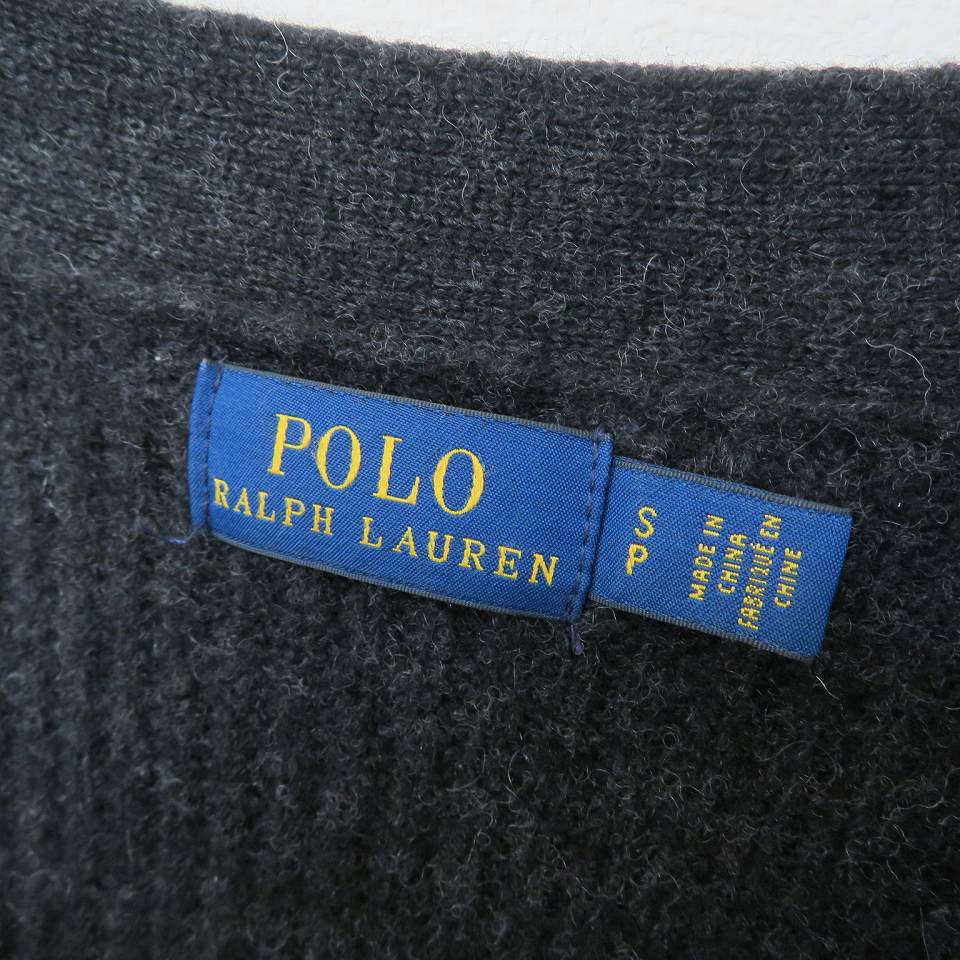 POLO
RALPH LAUREN
S
P
MADE IN
CHINA
FABRIQUÉ EN
CHINE